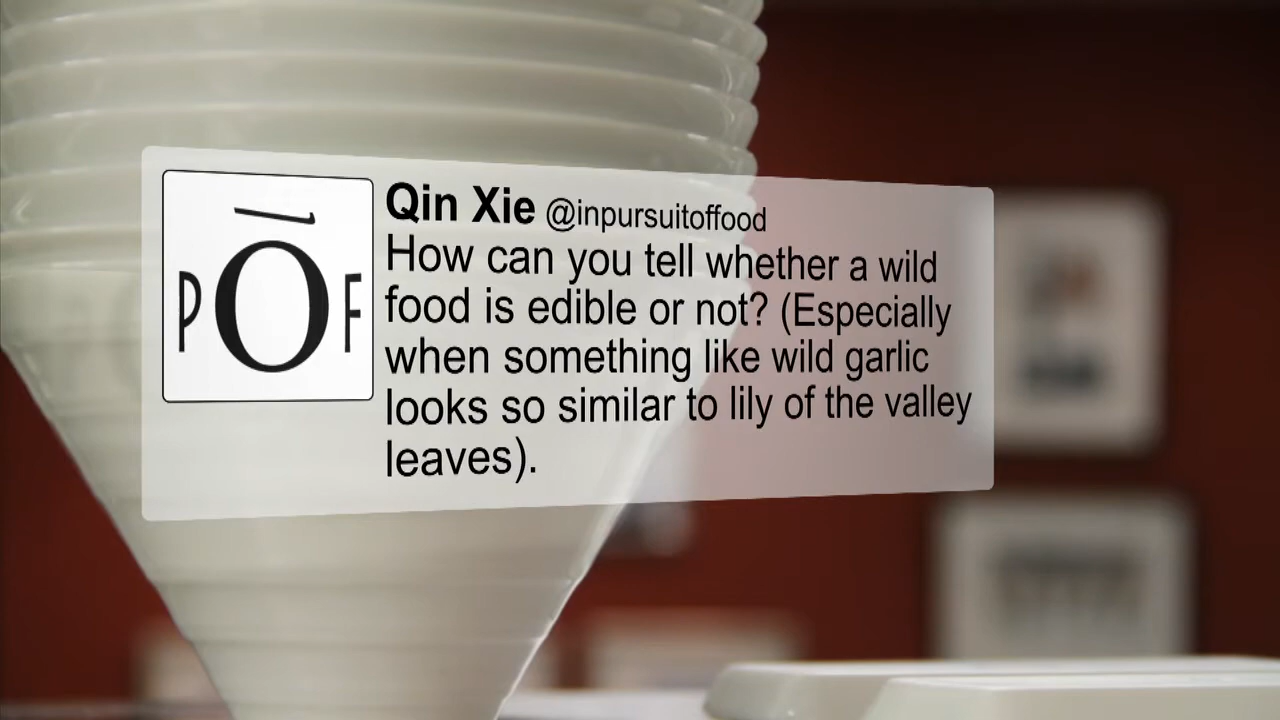 PŌF
Qin Xie @inpursuitoffood
How can you tell whether a wild
food is edible or not? (Especially
when something like wild garlic
looks so similar to lily of the valley
leaves).